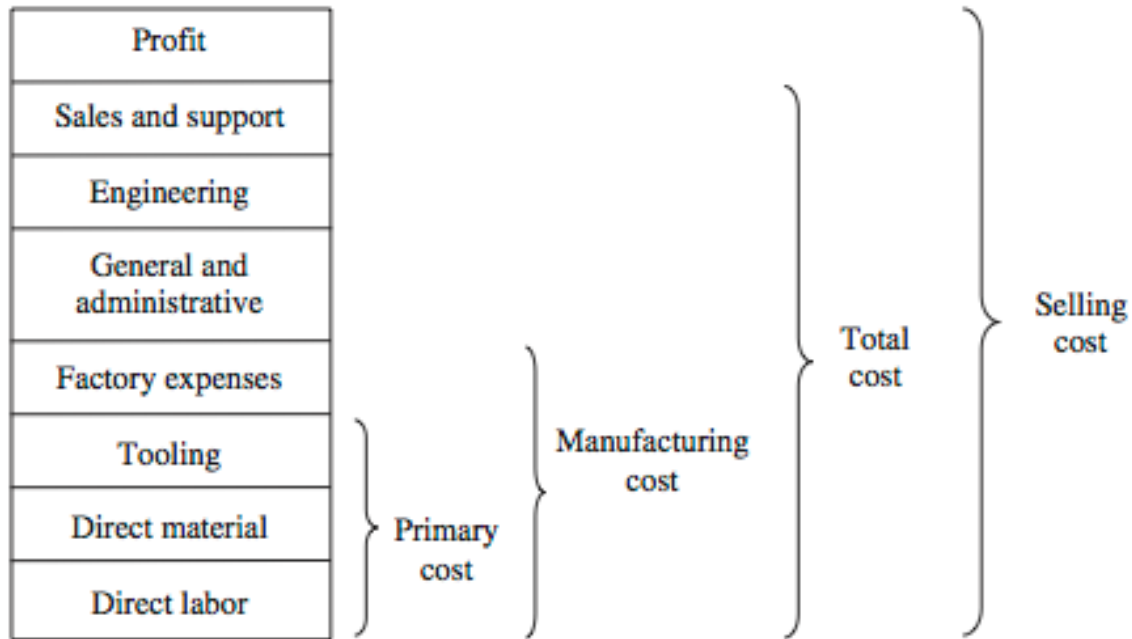 Profit
Sales and support
Engineering
General and
administrative
Factory expenses
Tooling
Direct material
Direct labor
Primary
cost
Manufacturing
cost
Total
cost
Selling
cost